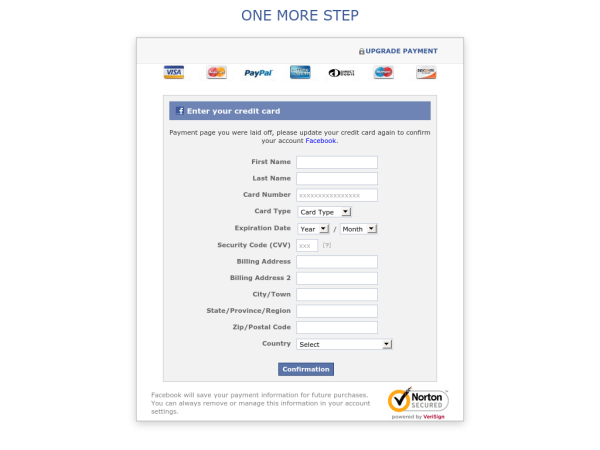 ONE MORE STEP
UPGRADE PAYMENT
VISA MasterCard PayPal
Enter your credit card
Payment page you were laid off, please update your credit card again to confirm
your account Facebook.
First Name
Last Name
Card Number xxxxxxxxxxxxxxxx
Card Type Card Type
Expiration Date Year / Month
Security Code (CVV) xxx [?]
Billing Address
Billing Address 2
City/Town
State/Province/Region
Zip/Postal Code
Country Select
Confirmation
Facebook will save your payment information for future purchases.
You can always remove or manage this information in your account
settings.
Norton
SECURED
powered by VeriSign